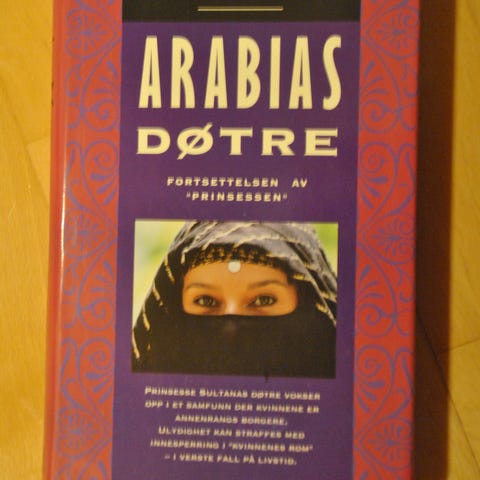 ARABIAS
DØTRE
FORTSETTELSEN AV
"PRINSESSEN"
PRINSESSE SULTANAS DØTRE VOKSER
OPP I ET SAMFUNN DER KVINNENE ER
ANNENRANGS BORGERE.
ULYDIGHET KAN STRAFFES MED
INNESPERRING I "KVINNENES ROM"
– I VERSTE FALL PÅ LIVSTID.